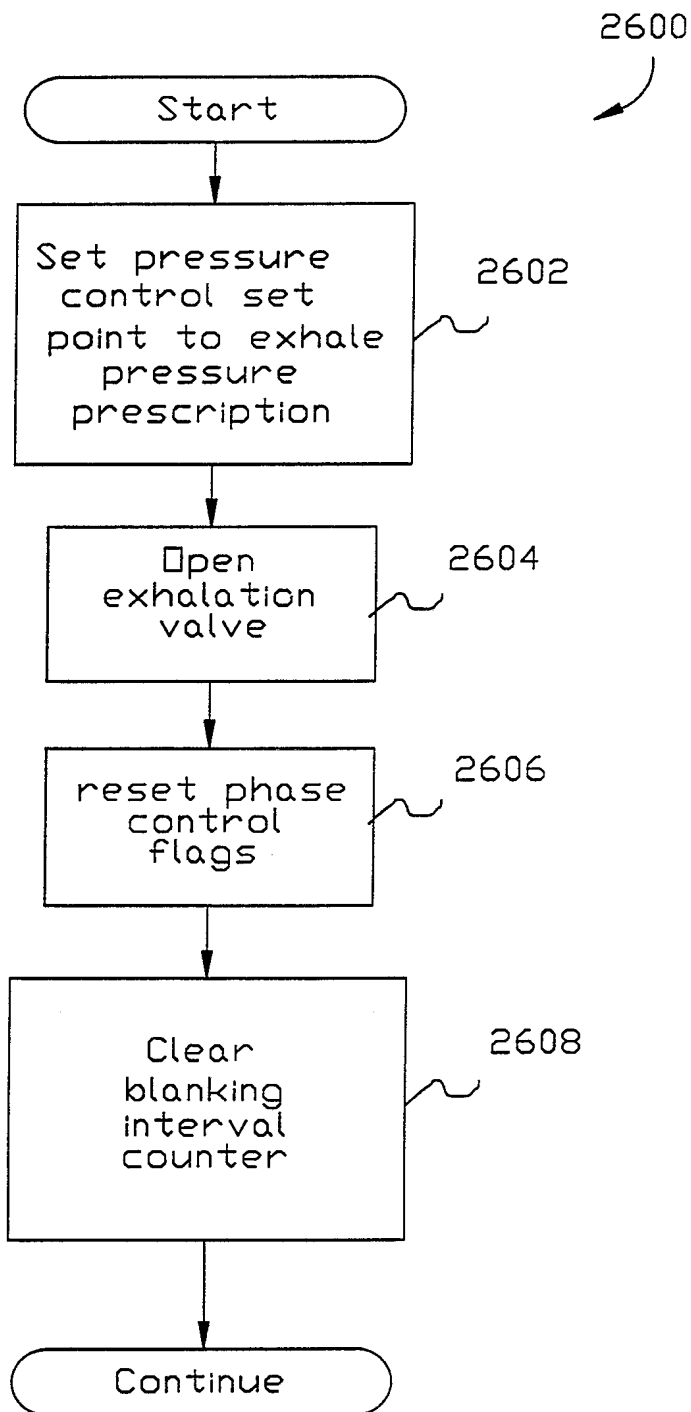 2600
Start
Set pressure
control set
point to exhale
pressure
prescription
2602
Open
exhalation
valve
2604
reset phase
control
flags
2606
Clear
blanking
interval
counter
2608
Continue